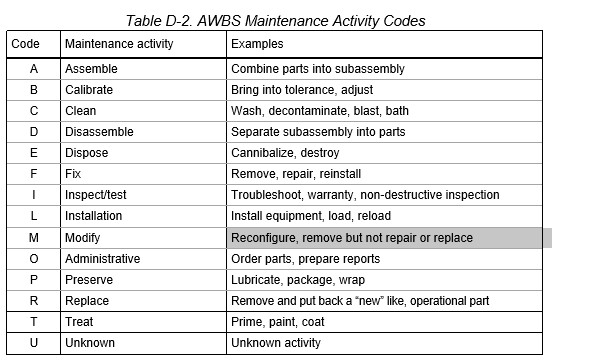 Table D-2. AWBS Maintenance Activity Codes
Code Maintenance activity Examples
A Assemble Combine parts into subassembly
B Calibrate Bring into tolerance, adjust
C Clean Wash, decontaminate, blast, bath
D Disassemble Separate subassembly into parts
E Dispose Cannibalize, destroy
F Fix Remove, repair, reinstall
I Inspect/test Troubleshoot, warranty, non-destructive inspection
L Installation Install equipment, load, reload
M Modify Reconfigure, remove but not repair or replace
O Administrative Order parts, prepare reports
P Preserve Lubricate, package, wrap
R Replace Remove and put back a “new” like, operational part
T Treat Prime, paint, coat
U Unknown Unknown activity